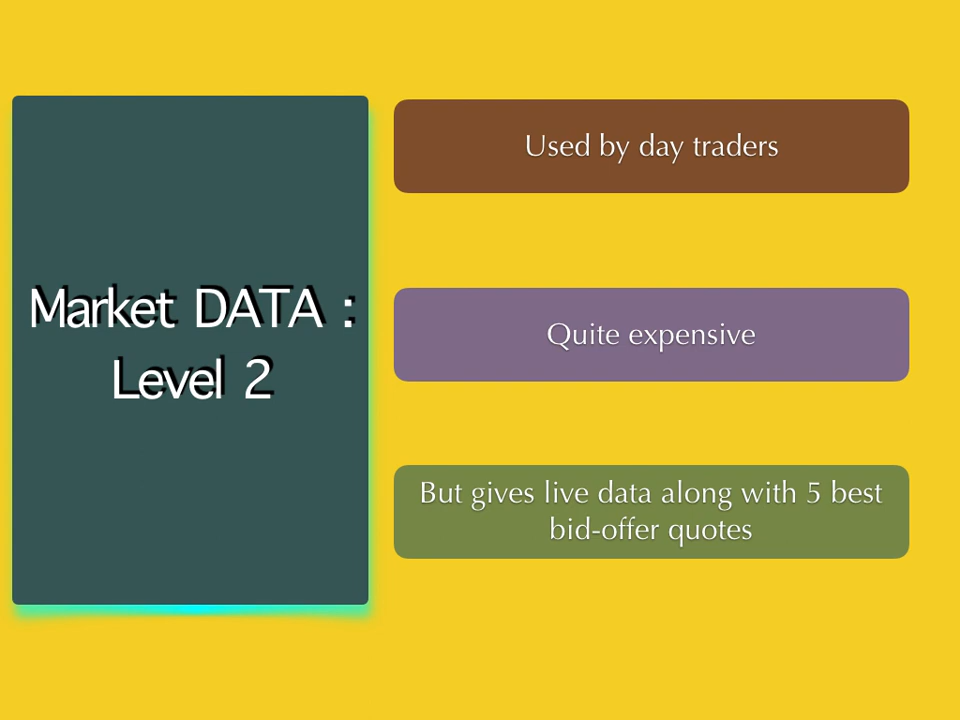 Market DATA :
Level 2
Used by day traders
Quite expensive
But gives live data along with 5 best
bid-offer quotes